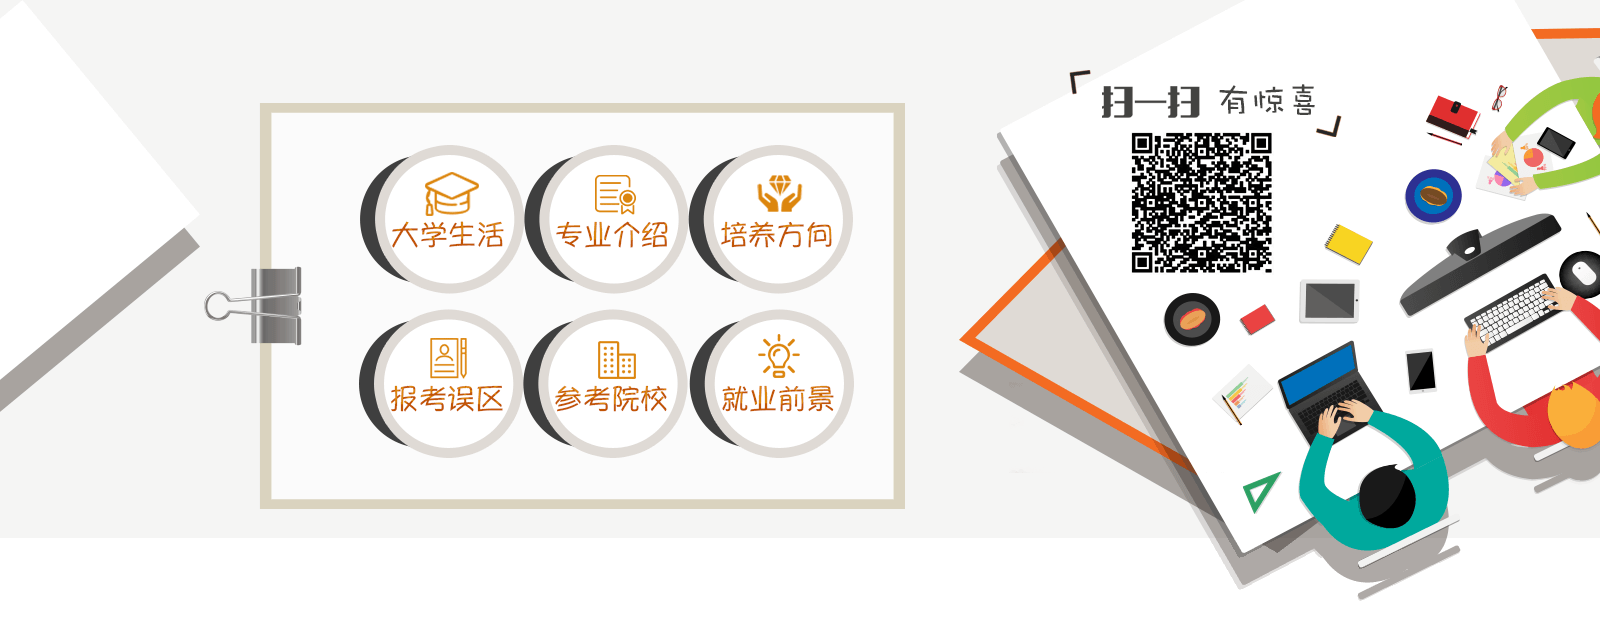 大学生活
专业介绍
培养方向
报考误区
参考院校
就业前景
扫一扫 有惊喜